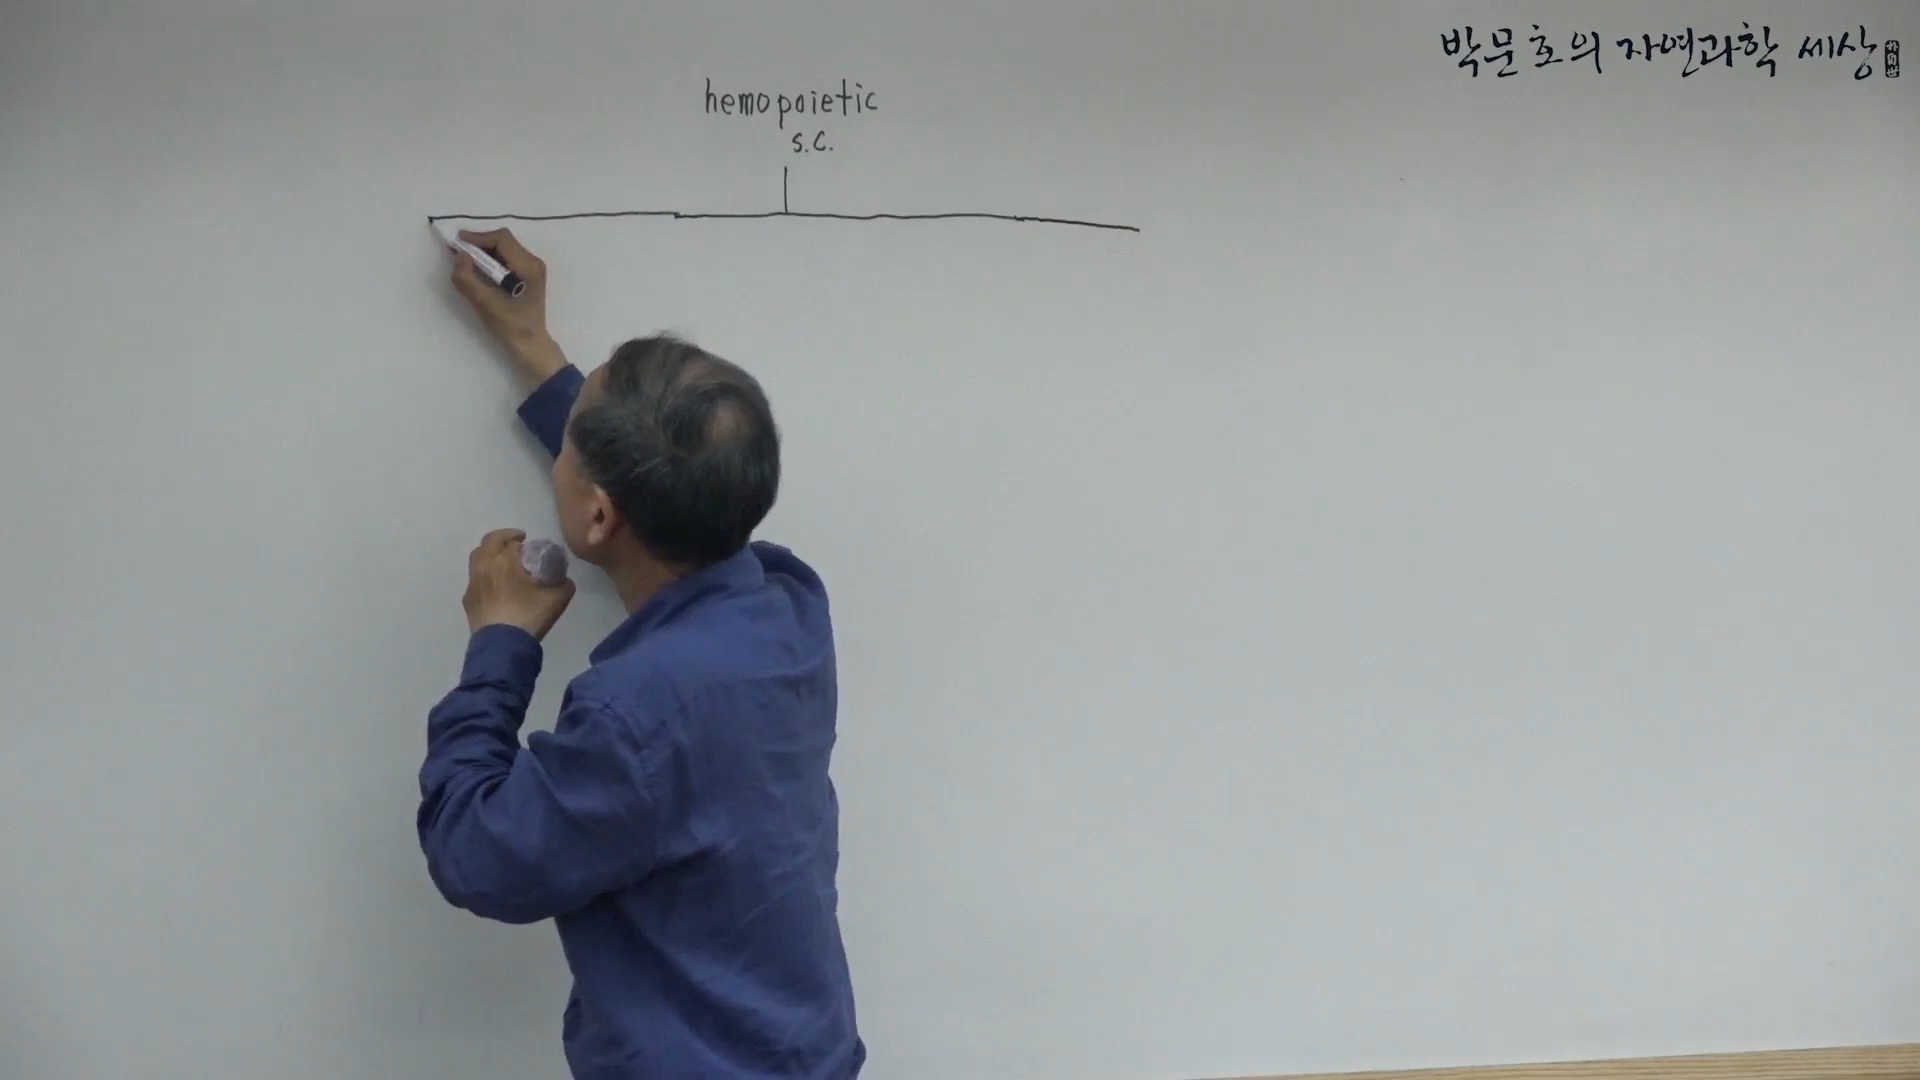 박문호의 자연과학 세상
hemopoietic
s.c.